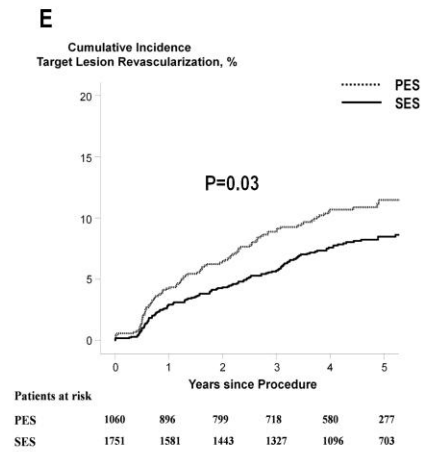 E
Cumulative Incidence
Target Lesion Revascularization, %
20
PES
SES
15
P=0.03
10
5
0
0 1 2 3 4 5
Years since Procedure
Patients at risk
PES 1060 896 799 718 580 277
SES 1751 1581 1443 1327 1096 703